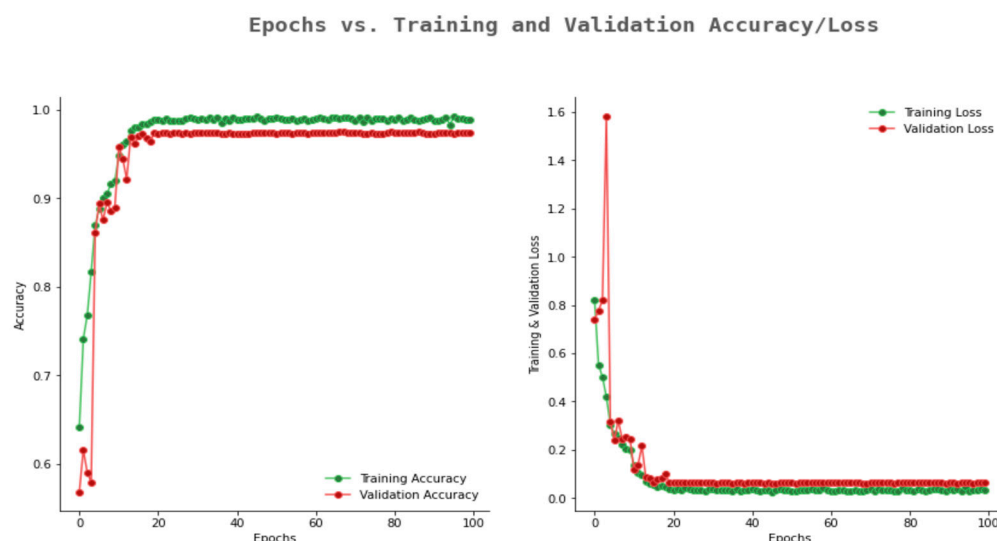 Epochs vs. Training and Validation Accuracy/Loss
1.0
0.9
0.8
0.7
0.6
Accuracy
0
20
40
60
80
100
Epochs
Training Accuracy
Validation Accuracy
1.6
1.4
1.2
1.0
0.8
0.6
0.4
0.2
0.0
Training & Validation Loss
0
20
40
60
80
100
Epochs
Training Loss
Validation Loss